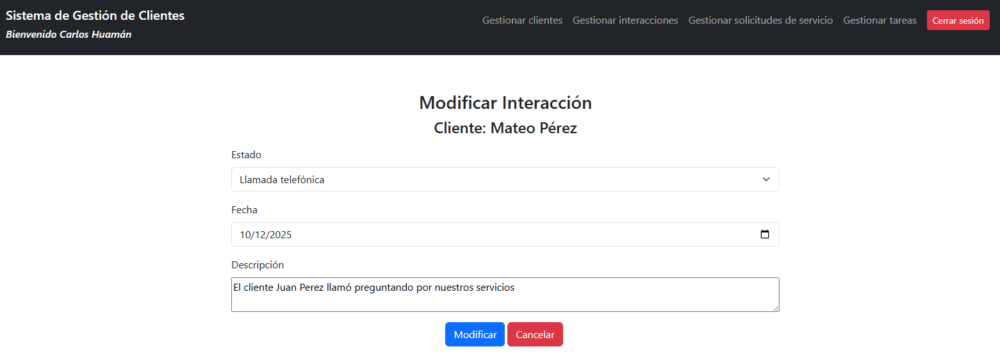 Sistema de Gestión de Clientes
Bienvenido Carlos Huamán
Gestionar clientes Gestionar interacciones Gestionar solicitudes de servicio Gestionar tareas Cerrar sesión
Modificar Interacción
Cliente: Mateo Pérez
Estado
Llamada telefónica
Fecha
10/12/2025
Descripción
El cliente Juan Perez llamó preguntando por nuestros servicios
Modificar Cancelar